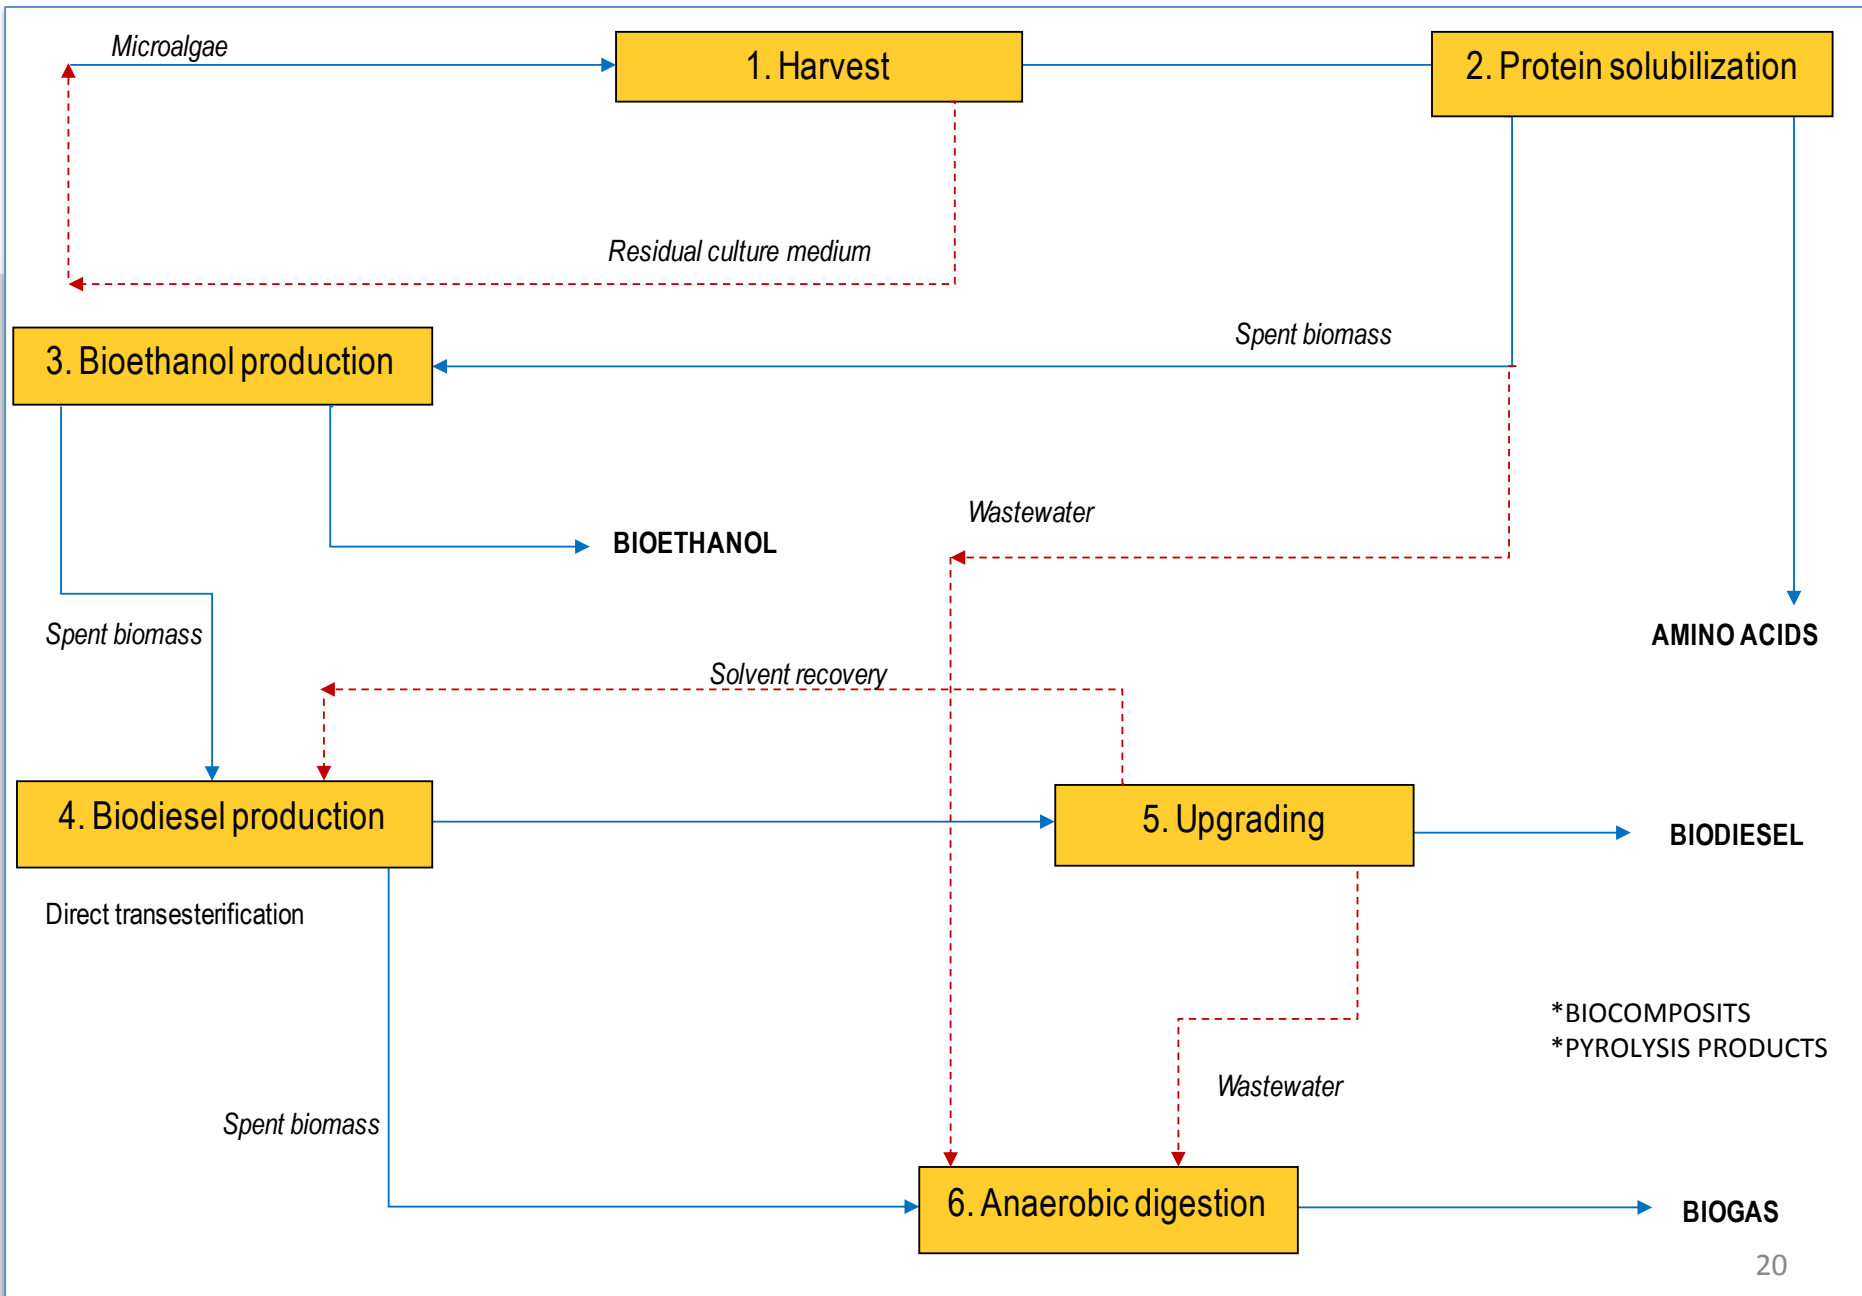 Microalgae
1. Harvest
2. Protein solubilization
Residual culture medium
3. Bioethanol production
Spent biomass
Wastewater
BIOETHANOL
Spent biomass
AMINO ACIDS
Solvent recovery
4. Biodiesel production
5. Upgrading
BIODIESEL
Direct transesterification
*BIOCOMPOSITS
*PYROLYSIS PRODUCTS
Wastewater
Spent biomass
6. Anaerobic digestion
BIOGAS
20